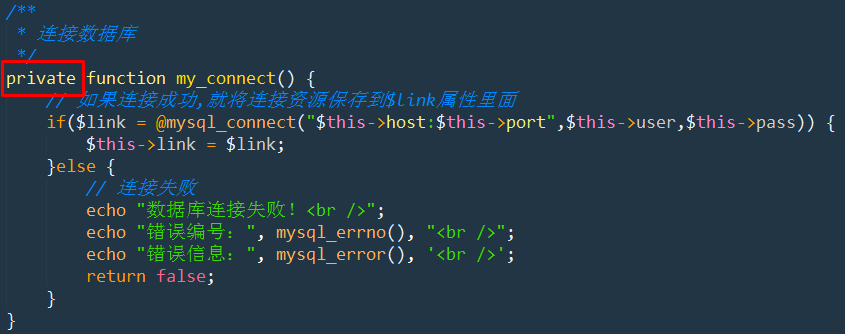 /**
 * 连接数据库
 */
private function my_connect() {
    // 如果连接成功,就将连接资源保存到$link属性里面
    if($link = @mysql_connect("$this->host:$this->port",$this->user,$this->pass)) {
        $this->link = $link;
    }else {
        // 连接失败
        echo "数据库连接失败！<br />";
        echo "错误编号：", mysql_errno(), "<br />";
        echo "错误信息：", mysql_error(), '<br />';
        return false;
    }
}